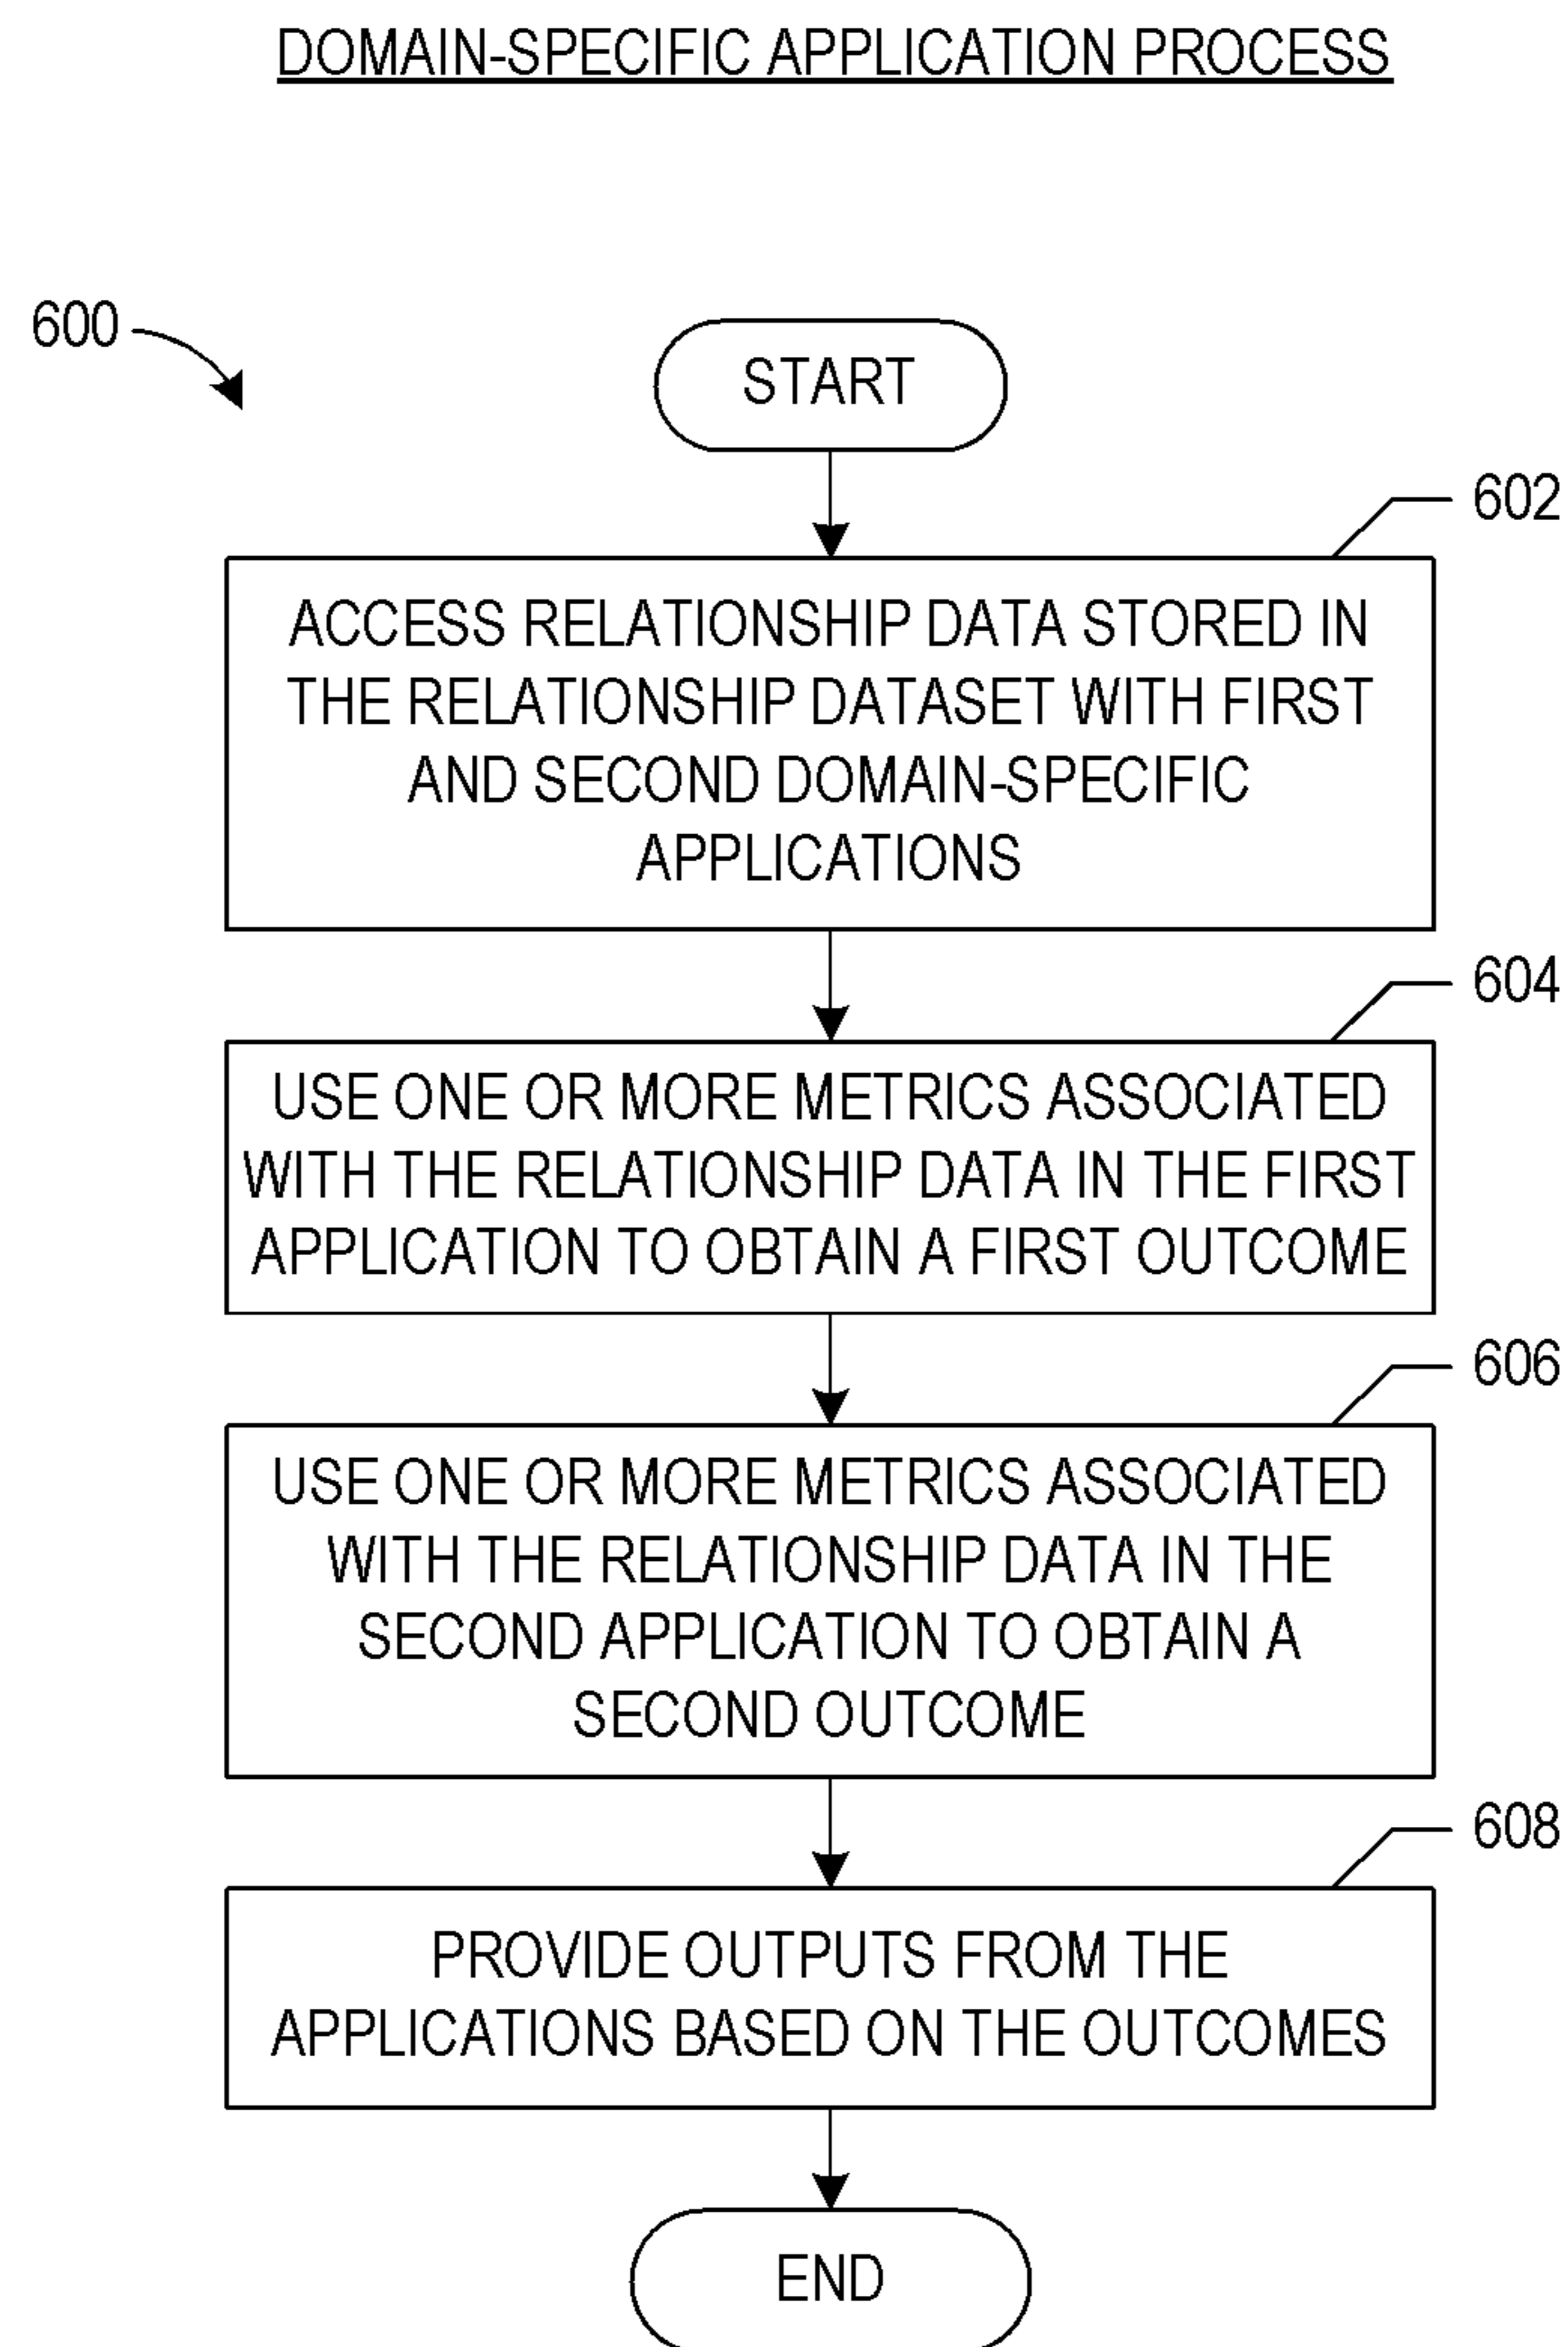 DOMAIN-SPECIFIC APPLICATION PROCESS
600
START
602
ACCESS RELATIONSHIP DATA STORED IN
THE RELATIONSHIP DATASET WITH FIRST
AND SECOND DOMAIN-SPECIFIC
APPLICATIONS
604
USE ONE OR MORE METRICS ASSOCIATED
WITH THE RELATIONSHIP DATA IN THE FIRST
APPLICATION TO OBTAIN A FIRST OUTCOME
606
USE ONE OR MORE METRICS ASSOCIATED
WITH THE RELATIONSHIP DATA IN THE
SECOND APPLICATION TO OBTAIN A
SECOND OUTCOME
608
PROVIDE OUTPUTS FROM THE
APPLICATIONS BASED ON THE OUTCOMES
END